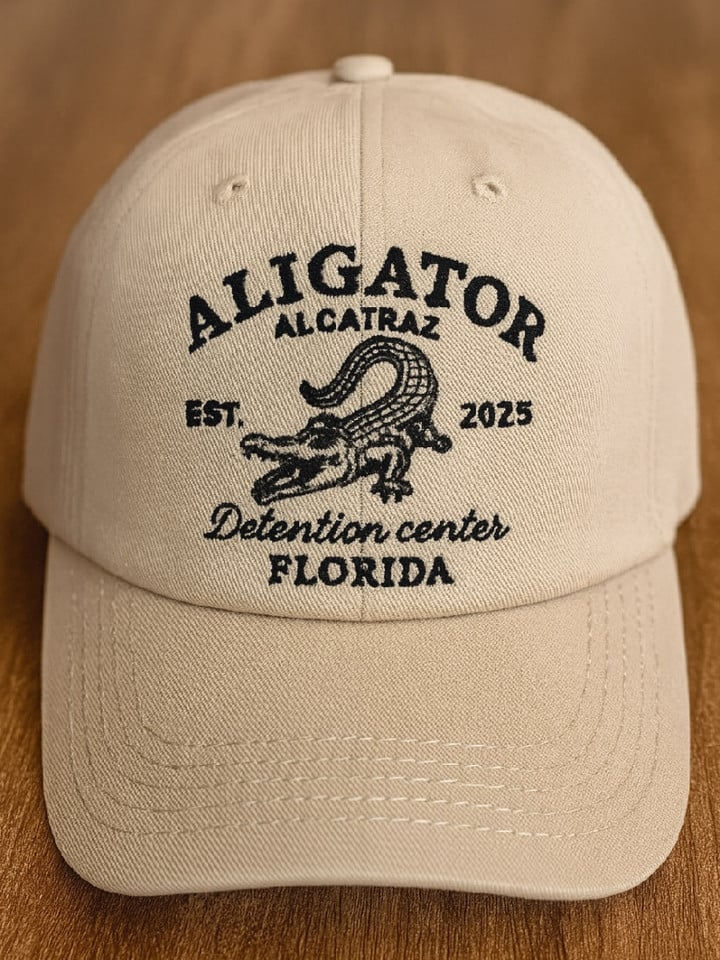 ALIGATOR
ALCATRAZ
EST. 2025
Detention center
FLORIDA